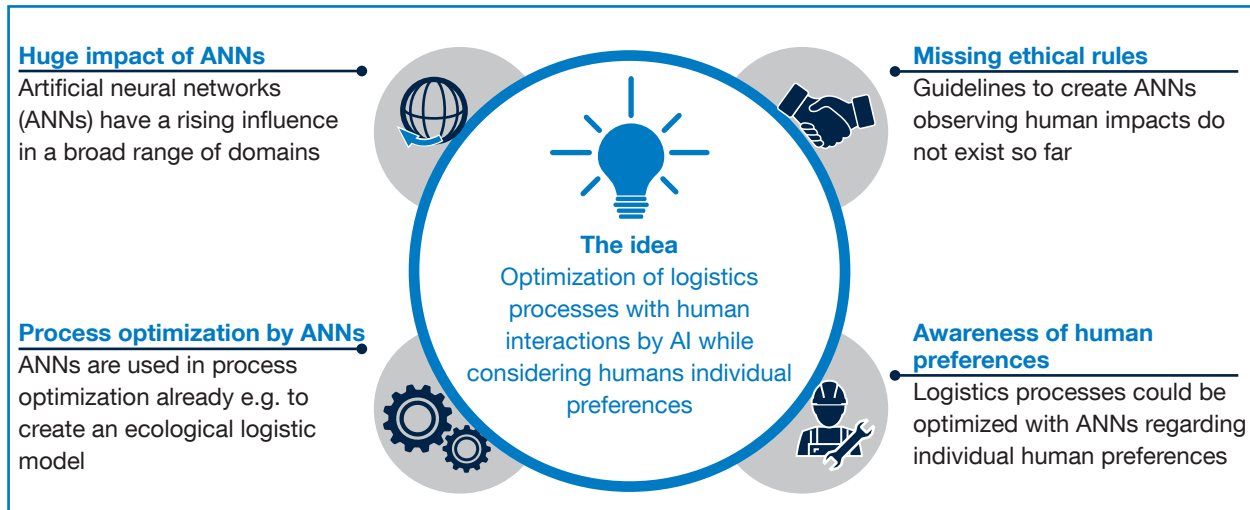 Huge impact of ANNs
Artificial neural networks
(ANNs) have a rising influence
in a broad range of domains
Missing ethical rules
Guidelines to create ANNs
observing human impacts do
not exist so far
The idea
Optimization of logistics
processes with human
interactions by AI while
considering humans individual
preferences
Process optimization by ANNs
ANNs are used in process
optimization already e.g. to
create an ecological logistic
model
Awareness of human
preferences
Logistics processes could be
optimized with ANNs regarding
individual human preferences